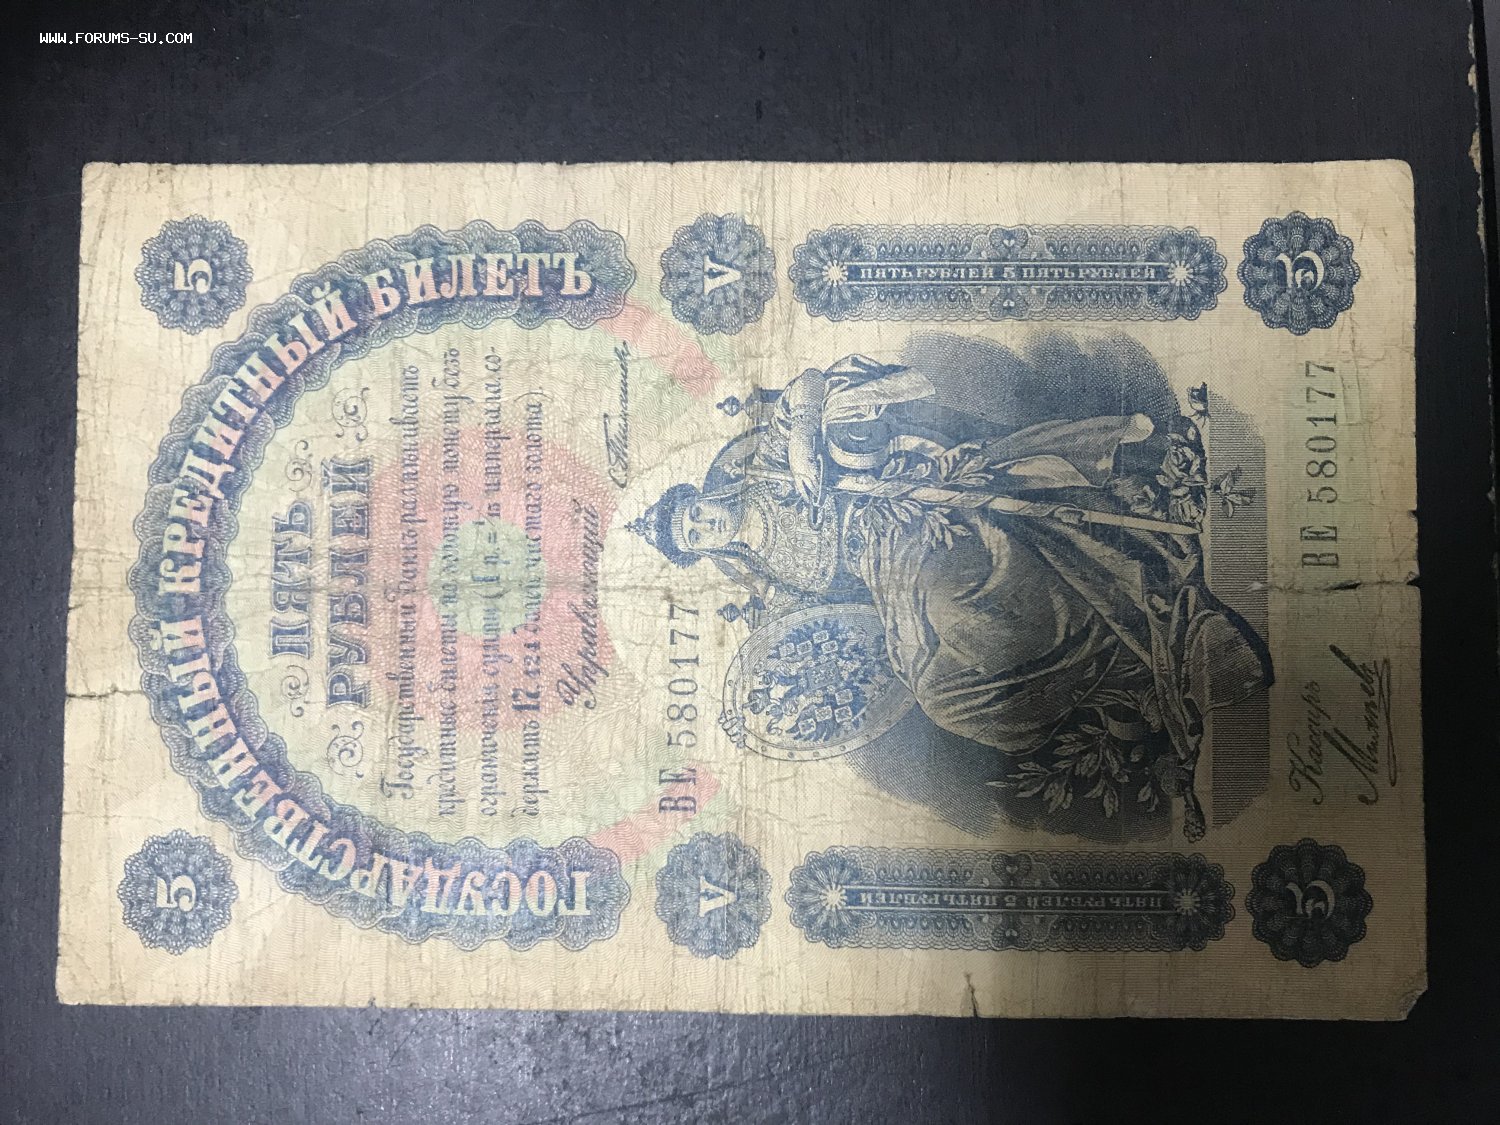 WWW.FORUMS-SU.COM
5
5
ГОСУДАРСТВЕННЫЙ КРЕДИТНЫЙ БИЛЕТЪ
ПЯТЬ
РУБЛЕЙ
Государственный Банкъ размѣниваетъ
кредитные билеты на золотую монету безъ
ограниченія суммы (1 р. = 1/15 имперіала, со-
держитъ 17,424 долей чистаго золота).
Управляющій
ВЕ 580177
V
V
ПЯТЬ РУБЛЕЙ 5 ПЯТЬ РУБЛЕЙ
ПЯТЬ РУБЛЕЙ 5 ПЯТЬ РУБЛЕЙ
Кассиръ
ВЕ 580177
5
5